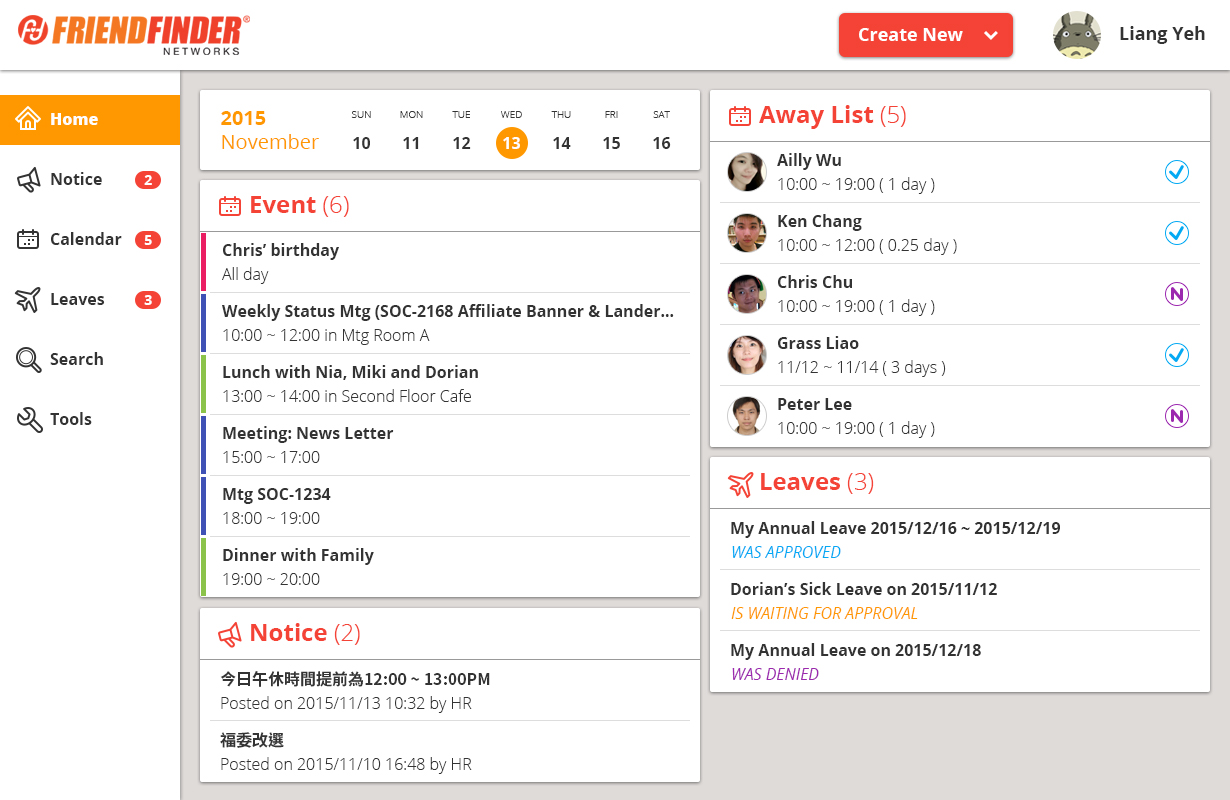 FRIENDFINDER®
NETWORKS
Create New
Liang Yeh
Home
Notice 2
Calendar 5
Leaves 3
Search
Tools
2015
November
SUN MON TUE WED THU FRI SAT
10 11 12 13 14 15 16
Event (6)
Chris’ birthday
All day
Weekly Status Mtg (SOC-2168 Affiliate Banner & Lander...
10:00 ~ 12:00 in Mtg Room A
Lunch with Nia, Miki and Dorian
13:00 ~ 14:00 in Second Floor Cafe
Meeting: News Letter
15:00 ~ 17:00
Mtg SOC-1234
18:00 ~ 19:00
Dinner with Family
19:00 ~ 20:00
Notice (2)
今日午休時間提前為12:00 ~ 13:00PM
Posted on 2015/11/13 10:32 by HR
福委改選
Posted on 2015/11/10 16:48 by HR
Away List (5)
Ailly Wu
10:00 ~ 19:00 ( 1 day )
Ken Chang
10:00 ~ 12:00 ( 0.25 day )
Chris Chu
10:00 ~ 19:00 ( 1 day )
N
Grass Liao
11/12 ~ 11/14 ( 3 days )
Peter Lee
10:00 ~ 19:00 ( 1 day )
N
Leaves (3)
My Annual Leave 2015/12/16 ~ 2015/12/19
WAS APPROVED
Dorian’s Sick Leave on 2015/11/12
IS WAITING FOR APPROVAL
My Annual Leave on 2015/12/18
WAS DENIED